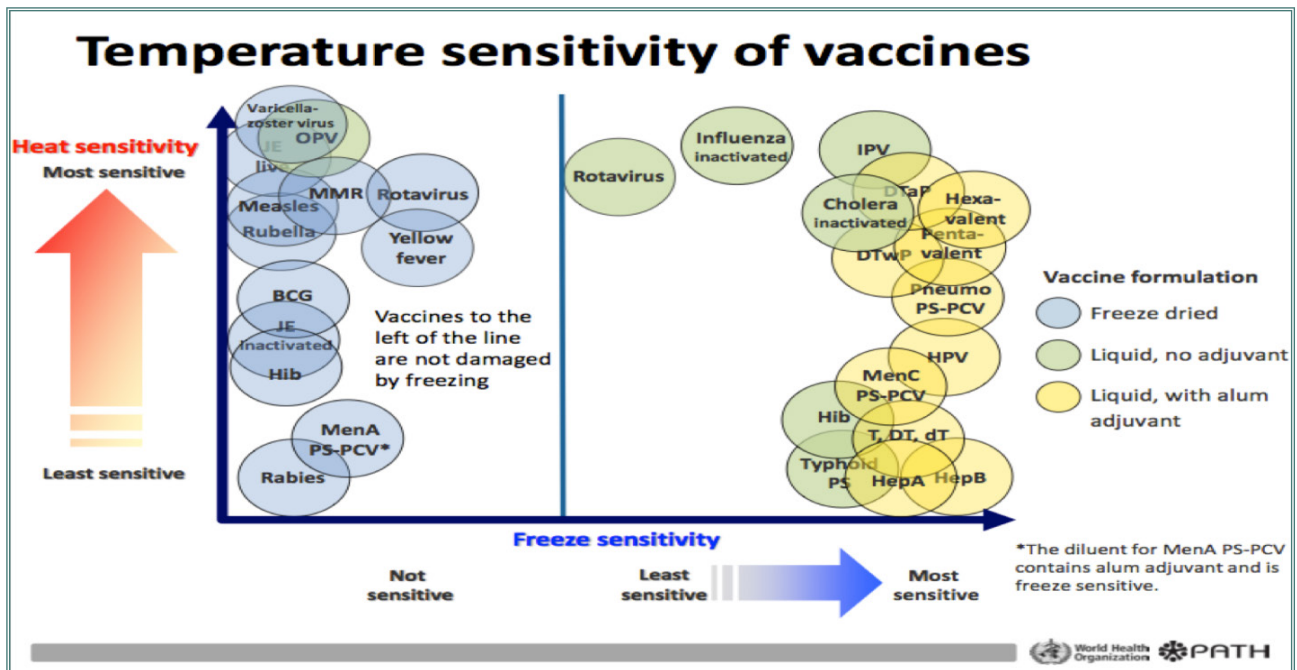 Temperature sensitivity of vaccines
Heat sensitivity
Most sensitive
Least sensitive
Varicella-
zoster virus
OPV
JE
live
MMR
Rotavirus
Measles
Rubella
Yellow
fever
BCG
JE
inactivated
Hib
MenA
PS-PCV*
Rabies
Vaccines to the
left of the line
are not damaged
by freezing
Rotavirus
Influenza
inactivated
IPV
DTaP
Cholera
inactivated
Hexa-
valent
Penta-
valent
DTwP
Pneumo
PS-PCV
HPV
MenC
PS-PCV
Hib
T, DT, dT
Typhoid
PS
HepA
HepB
Vaccine formulation
Freeze dried
Liquid, no adjuvant
Liquid, with alum
adjuvant
Freeze sensitivity
Not
sensitive
Least
sensitive
Most
sensitive
*The diluent for MenA PS-PCV
contains alum adjuvant and is
freeze sensitive.
World Health
Organization
PATH